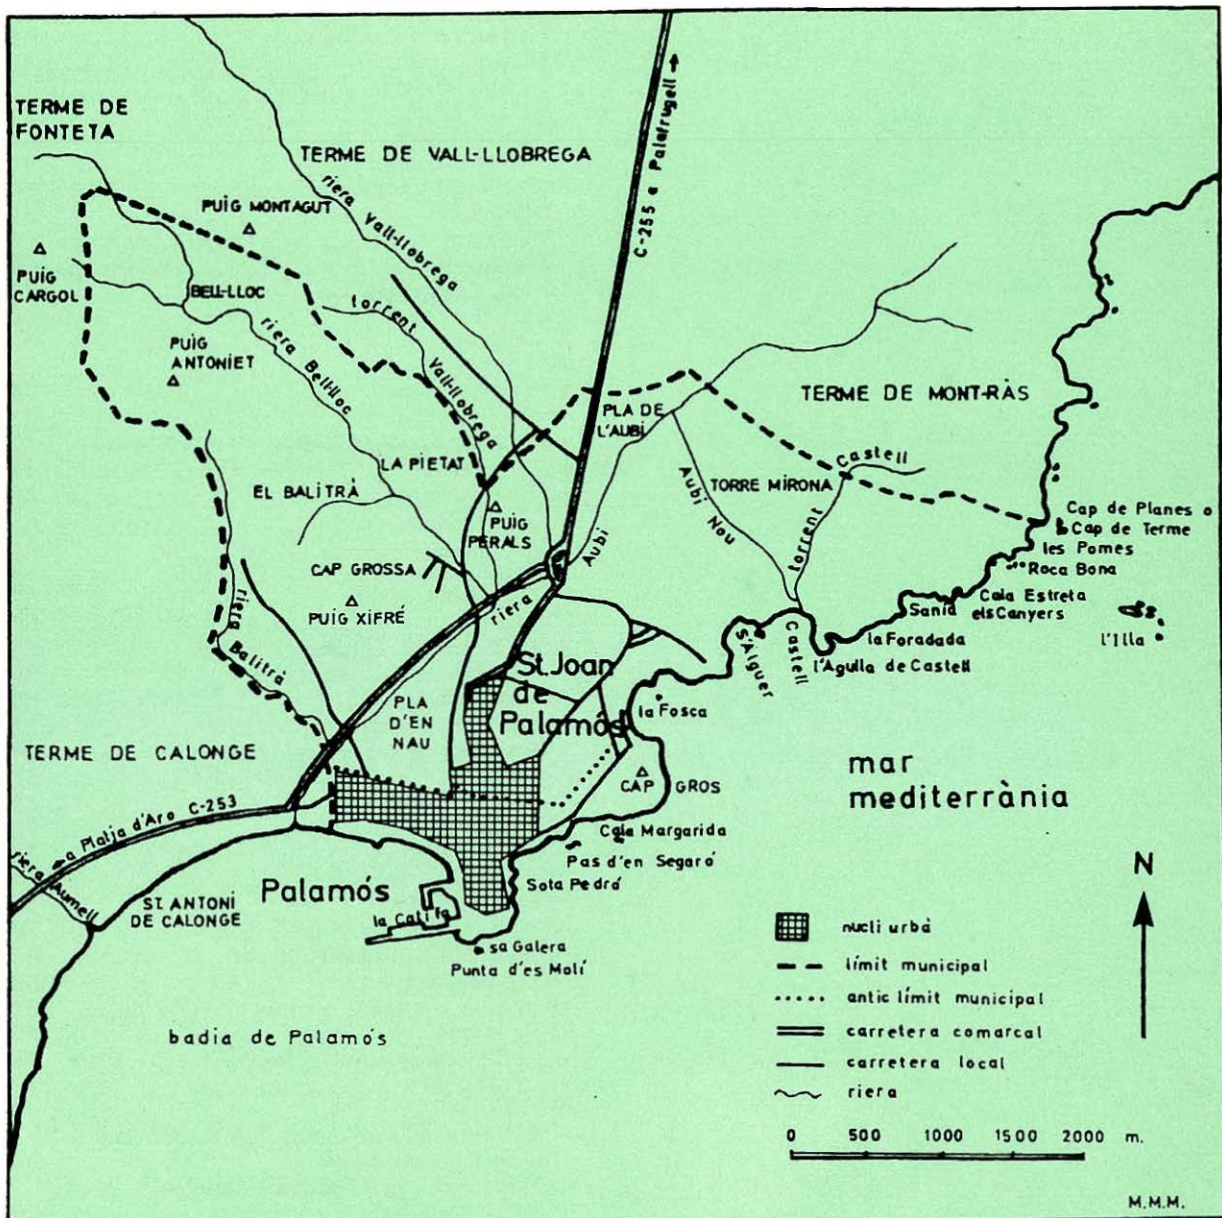 TERME DE
FONTETA
TERME DE VALL-LLOBREGA
riera Vall-llobrega
C-255 a Palafrugell
PUIG MONTAGUT
PUIG
CARGOL
BELL-LLOC
torrent Vall-llobrega
PUIG
ANTONIET
riera Bell-lloc
TERME DE MONT-RÀS
PLA DE
L'AUBÍ
LA PIETAT
EL BALITRÀ
TORRE MIRONA
torrent Castell
Aubi Nou
PUIG
PERALS
Aubi
Cap de Planes o
Cap de Terme
les Pomes
Roca Bona
CAP GROSSA
PUIG XIFRÉ
riera
riera Balitrà
Cala Estreta
els Canyers
Sanià
l'Illa
la Foradada
l'Agulla de Castell
Castell
S'Alguer
St. Joan
de
Palamós
PLA
D'EN
NAU
la Fosca
TERME DE CALONGE
CAP GROS
mar
mediterrània
a Platja d'Aro C-253
Cala Margarida
Pas d'en Segaró
Sota Pedró
riera Aumell
ST. ANTONI
DE CALONGE
Palamós
la Catifa
sa Galera
Punta d'es Molí
badia de Palamós
N
nucli urbà
límit municipal
antic límit municipal
carretera comarcal
carretera local
riera
0 500 1000 1500 2000 m.
M.M.M.